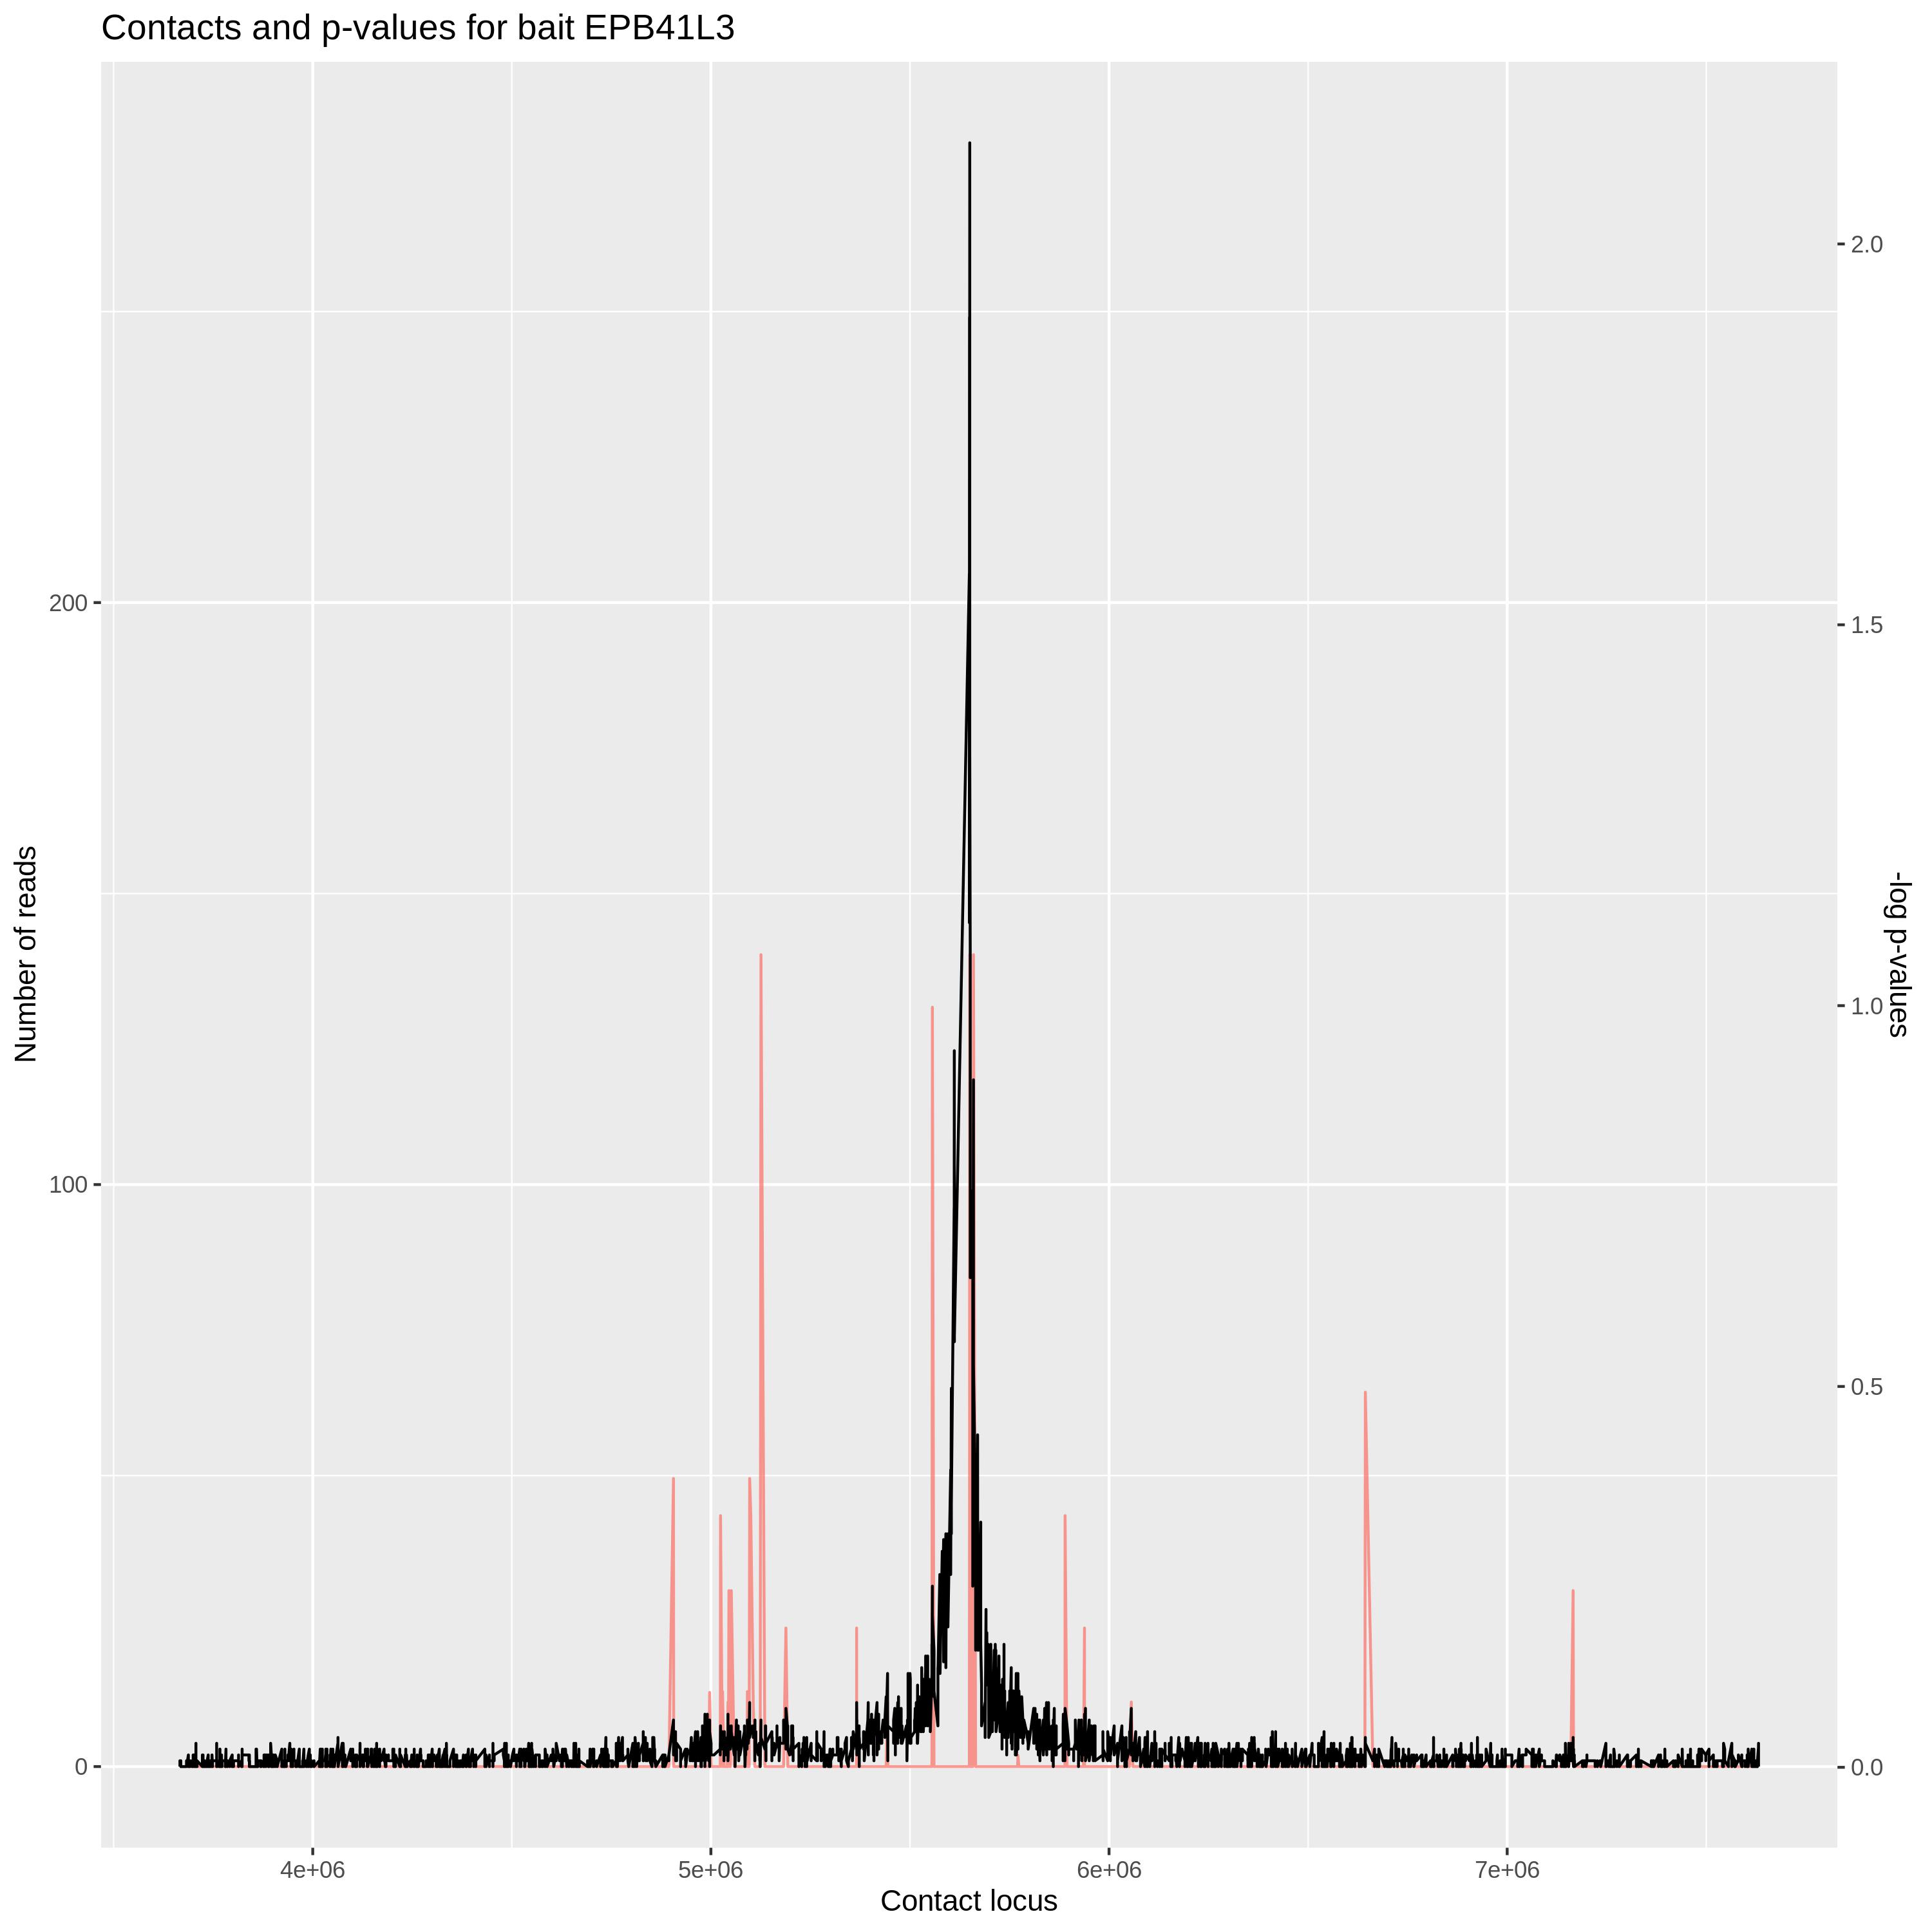 Contacts and p-values for bait EPB41L3
Number of reads
200
100
0
2.0
1.5
1.0
0.5
0.0
-log p-values
4e+06
5e+06
6e+06
7e+06
Contact locus